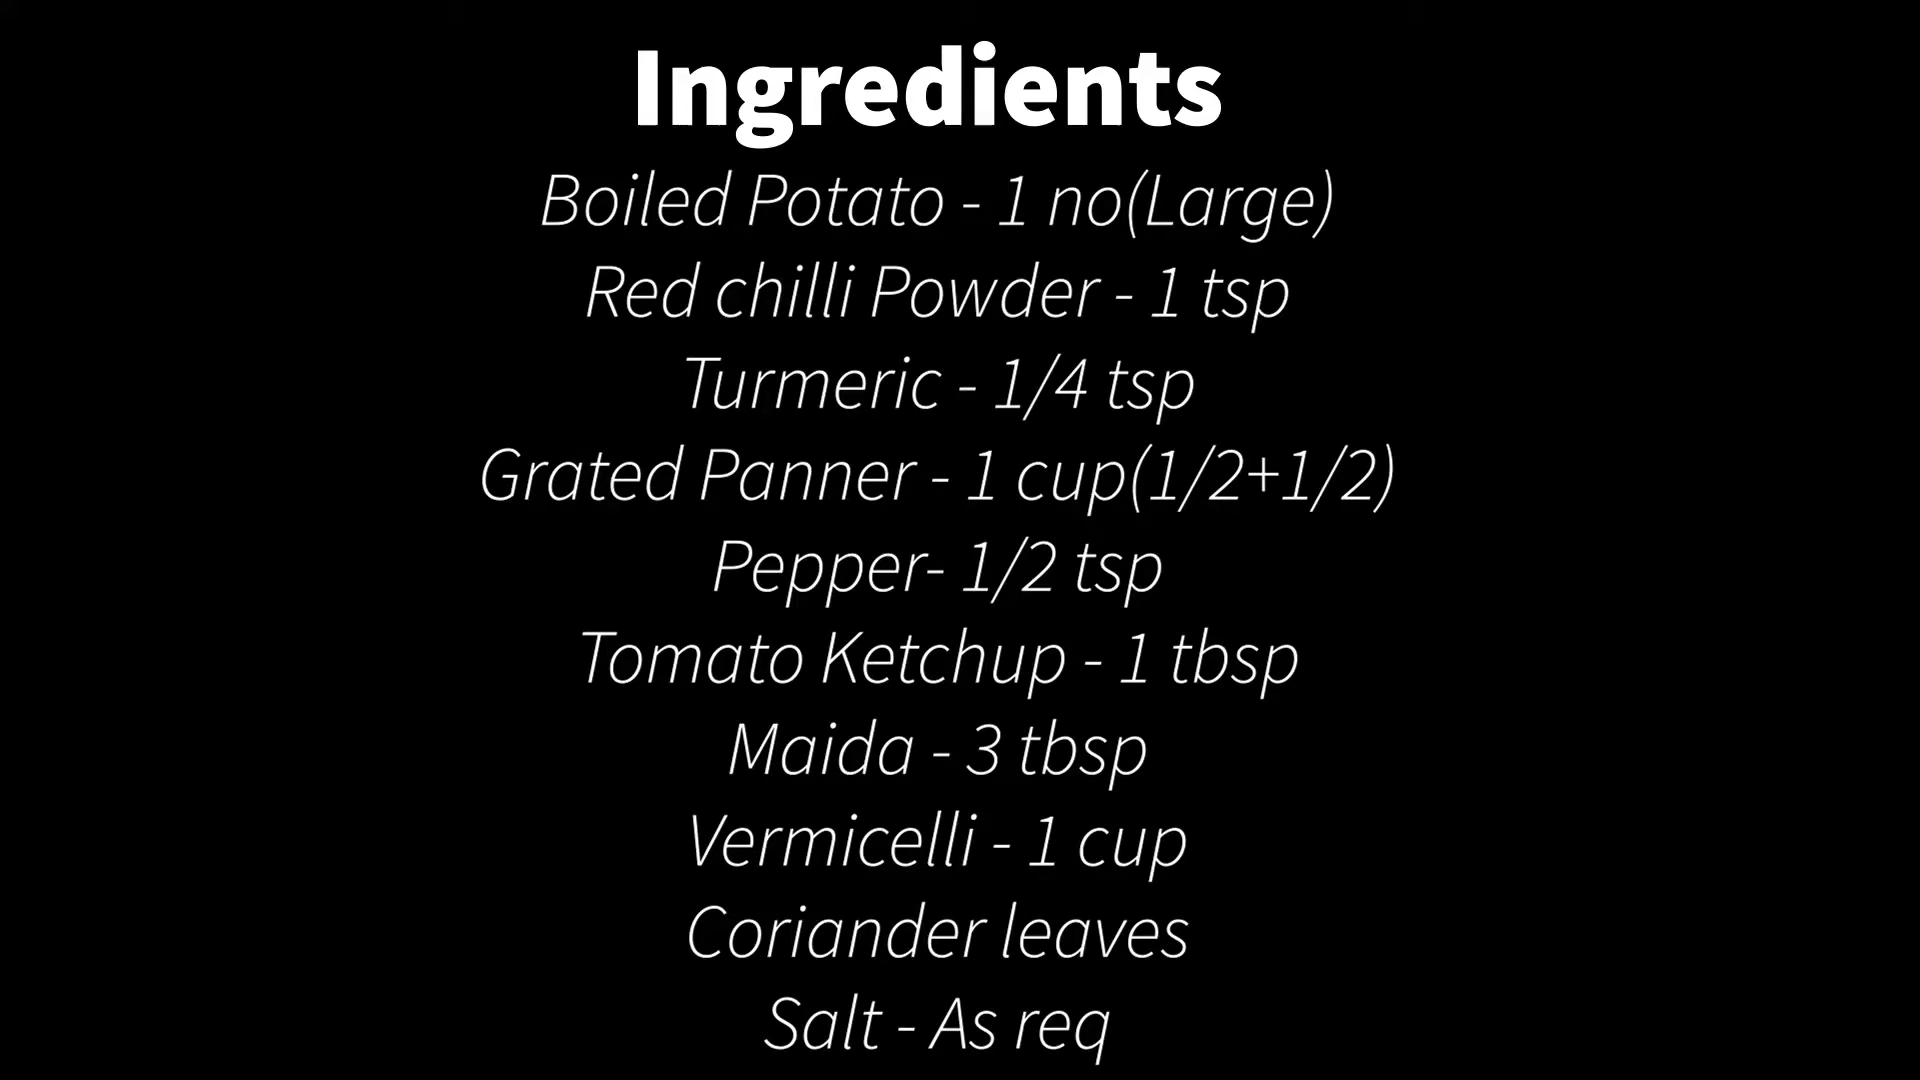 Ingredients
Boiled Potato - 1 no(Large)
Red chilli Powder - 1 tsp
Turmeric - 1/4 tsp
Grated Panner - 1 cup(1/2+1/2)
Pepper- 1/2 tsp
Tomato Ketchup - 1 tbsp
Maida - 3 tbsp
Vermicelli - 1 cup
Coriander leaves
Salt - As req